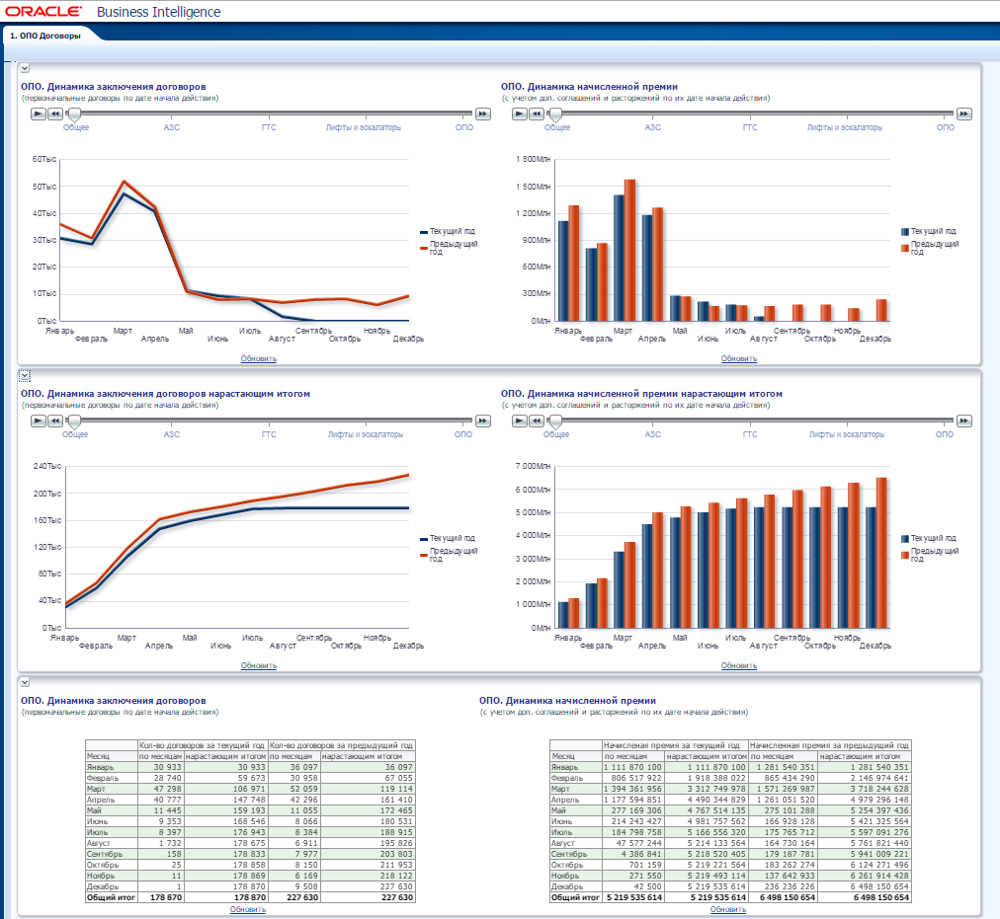 ORACLE® Business Intelligence
1. ОПО Договоры
ОПО. Динамика заключения договоров
(первоначальные договоры по дате начала действия)
Общее АЗС ГТС Лифты и эскалаторы ОПО
60Тыс
50Тыс
40Тыс
30Тыс
20Тыс
10Тыс
0Тыс
Январь Март Май Июль Сентябрь Ноябрь
Февраль Апрель Июнь Август Октябрь Декабрь
Текущий год
Предыдущий
год
Обновить
ОПО. Динамика начисленной премии
(с учетом доп. соглашений и расторжений по их дате начала действия)
Общее АЗС ГТС Лифты и эскалаторы ОПО
1 800Млн
1 500Млн
1 200Млн
900Млн
600Млн
300Млн
0Млн
Январь Март Май Июль Сентябрь Ноябрь
Февраль Апрель Июнь Август Октябрь Декабрь
Текущий год
Предыдущий
год
Обновить
ОПО. Динамика заключения договоров нарастающим итогом
(первоначальные договоры по дате начала действия)
Общее АЗС ГТС Лифты и эскалаторы ОПО
240Тыс
200Тыс
160Тыс
120Тыс
80Тыс
40Тыс
0Тыс
Январь Март Май Июль Сентябрь Ноябрь
Февраль Апрель Июнь Август Октябрь Декабрь
Текущий год
Предыдущий
год
Обновить
ОПО. Динамика начисленной премии нарастающим итогом
(с учетом доп. соглашений и расторжений по их дате начала действия)
Общее АЗС ГТС Лифты и эскалаторы ОПО
7 000Млн
6 000Млн
5 000Млн
4 000Млн
3 000Млн
2 000Млн
1 000Млн
0Млн
Январь Март Май Июль Сентябрь Ноябрь
Февраль Апрель Июнь Август Октябрь Декабрь
Текущий год
Предыдущий
год
Обновить
ОПО. Динамика заключения договоров
(первоначальные договоры по дате начала действия)
Кол-во договоров за текущий год Кол-во договоров за предыдущий год
Месяц по месяцам нарастающим итогом по месяцам нарастающим итогом
Январь 30 933 30 933 36 097 36 097
Февраль 28 740 59 673 30 958 67 055
Март 47 298 106 971 52 059 119 114
Апрель 40 777 147 748 42 296 161 410
Май 11 445 159 193 11 055 172 465
Июнь 9 353 168 546 8 066 180 531
Июль 8 397 176 943 8 384 188 915
Август 1 732 178 675 6 911 195 826
Сентябрь 158 178 833 7 977 203 803
Октябрь 25 178 858 8 150 211 953
Ноябрь 11 178 869 6 169 218 122
Декабрь 1 178 870 9 508 227 630
Общий итог 178 870 178 870 227 630 227 630
Обновить
ОПО. Динамика начисленной премии
(с учетом доп. соглашений и расторжений по их дате начала действия)
Начисленая премия за текущий год Начисленная премия за предыдущий год
Месяц по месяцам нарастающим итогом по месяцам нарастающим итогом
Январь 1 111 870 100 1 111 870 100 1 281 540 351 1 281 540 351
Февраль 806 517 922 1 918 388 022 865 434 290 2 146 974 641
Март 1 394 361 956 3 312 749 978 1 571 269 987 3 718 244 628
Апрель 1 177 594 851 4 490 344 829 1 261 051 520 4 979 296 148
Май 277 169 306 4 767 514 135 275 101 288 5 254 397 436
Июнь 214 243 427 4 981 757 562 166 928 128 5 421 325 564
Июль 184 798 758 5 166 556 320 175 765 712 5 597 091 276
Август 47 577 244 5 214 133 564 164 730 164 5 761 821 440
Сентябрь 4 386 841 5 218 520 405 179 187 781 5 941 009 221
Октябрь 701 159 5 219 221 564 183 262 274 6 124 271 496
Ноябрь 271 550 5 219 493 114 137 642 933 6 261 914 428
Декабрь 42 500 5 219 535 614 236 236 226 6 498 150 654
Общий итог 5 219 535 614 5 219 535 614 6 498 150 654 6 498 150 654
Обновить